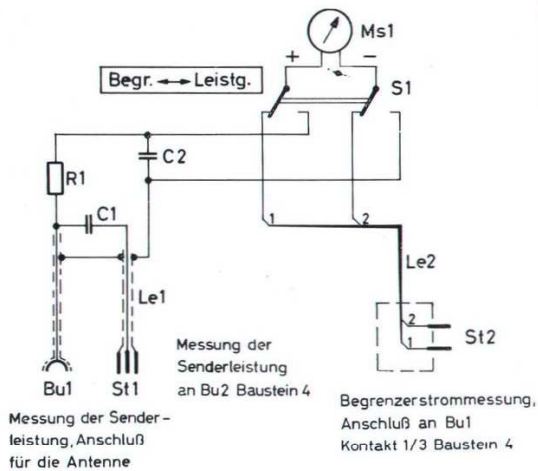 Ms1
+ −
Begr. ↔ Leistg.
S1
C2
R1
C1
1 2
Le2
Le1
2
1
St2
Bu1 St1
Messung der
Senderleistung
an Bu2 Baustein 4
Messung der Sender-
leistung, Anschluß
für die Antenne
Begrenzerstrommessung,
Anschluß an Bu1
Kontakt 1/3 Baustein 4